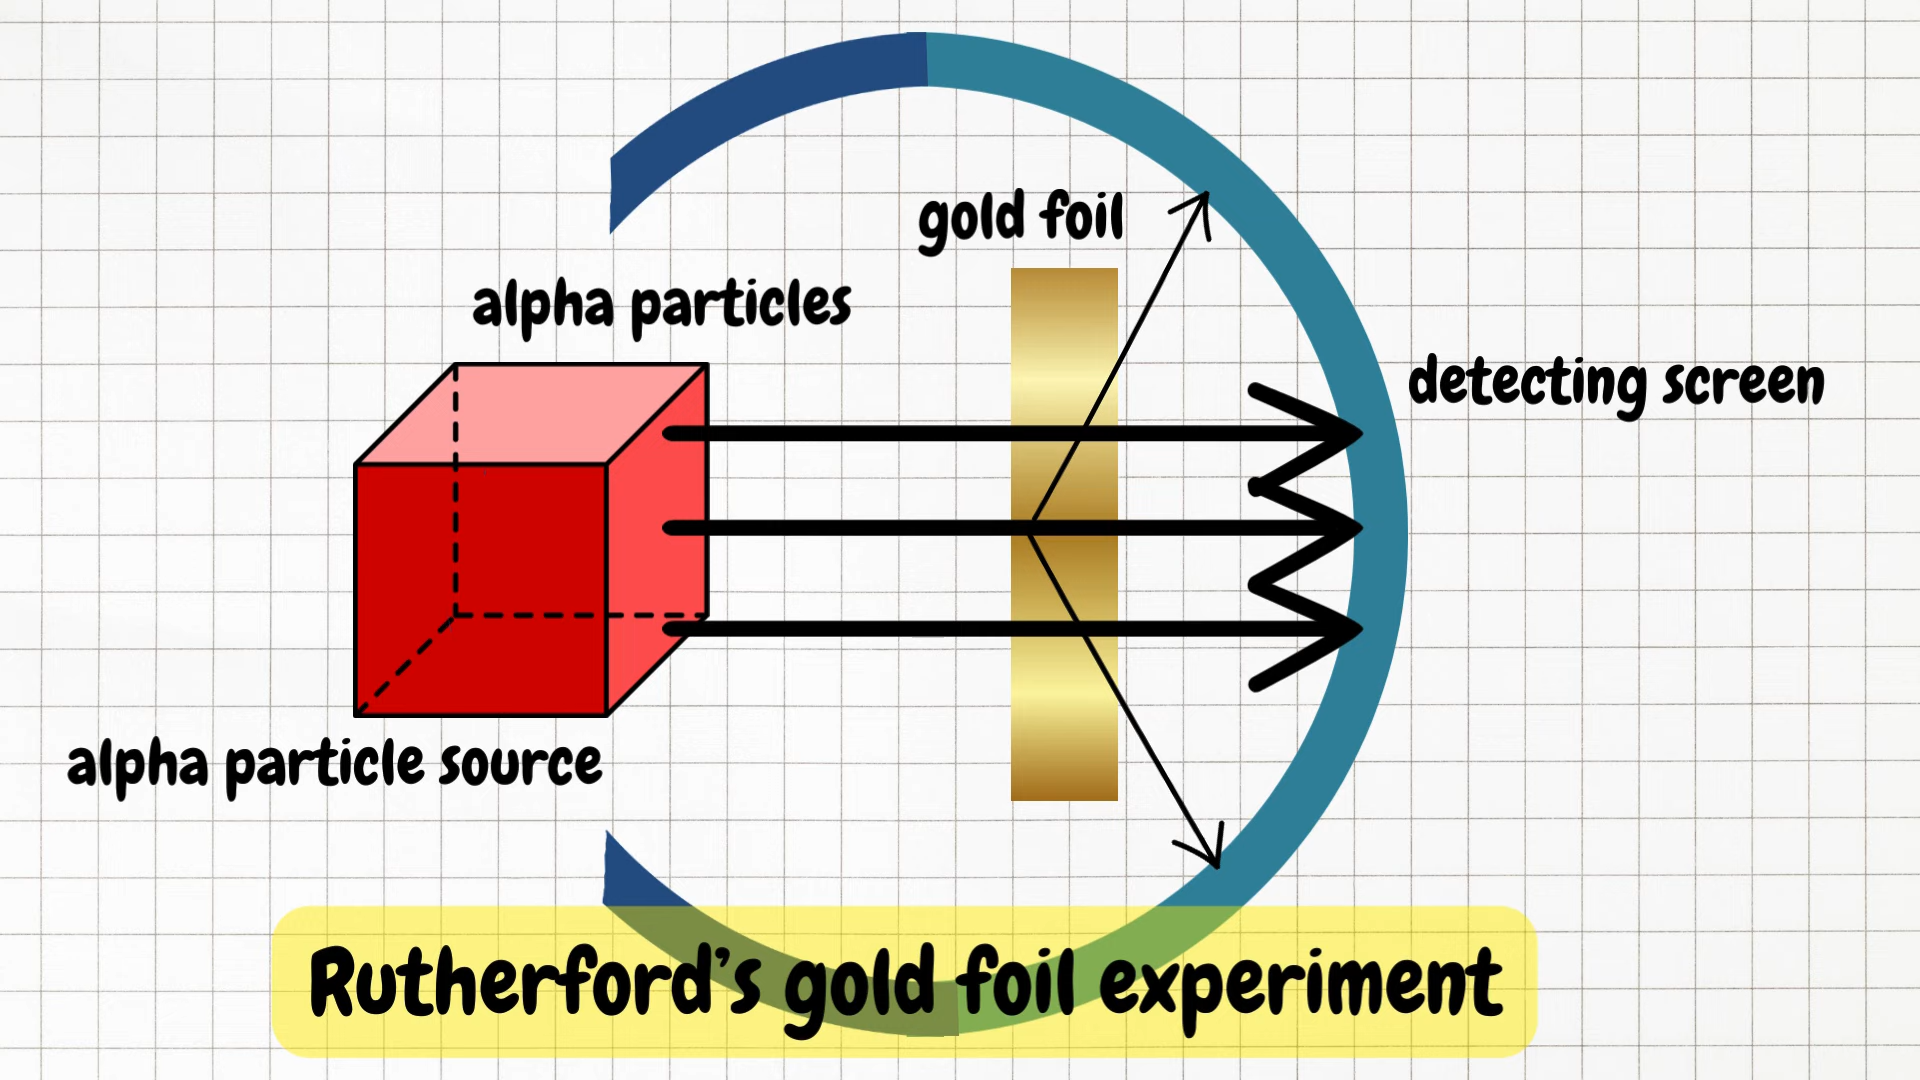 gold foil
alpha particles
detecting screen
alpha particle source
Rutherford’s gold foil experiment